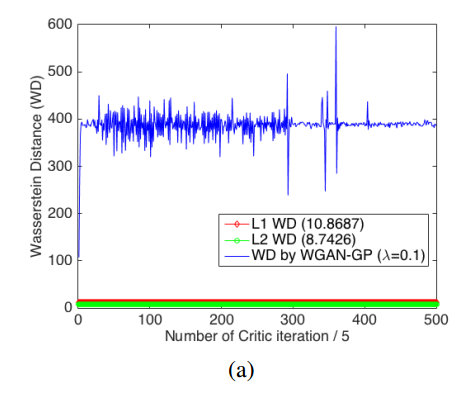 600
500
400
300
200
100
0
Wasserstein Distance (WD)
L1 WD (10.8687)
L2 WD (8.7426)
WD by WGAN-GP (λ=0.1)
0 100 200 300 400 500
Number of Critic iteration / 5
(a)